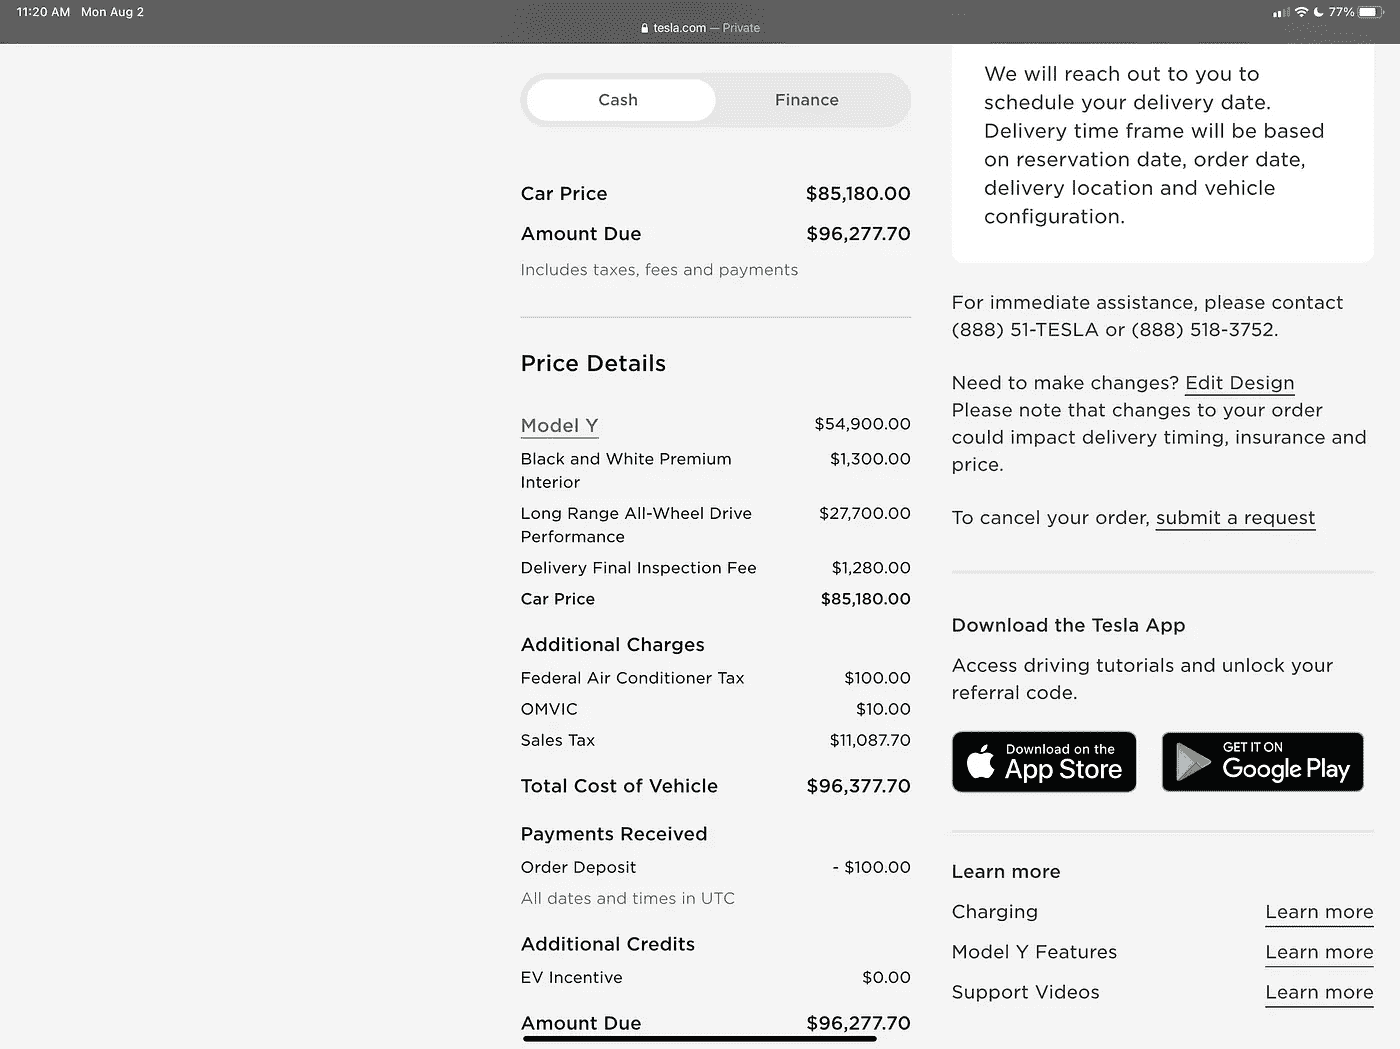 11:20 AM Mon Aug 2
77%
tesla.com — Private
Cash
Finance
Car Price $85,180.00
Amount Due $96,277.70
Includes taxes, fees and payments
Price Details
Model Y $54,900.00
Black and White Premium $1,300.00
Interior
Long Range All-Wheel Drive $27,700.00
Performance
Delivery Final Inspection Fee $1,280.00
Car Price $85,180.00
Additional Charges
Federal Air Conditioner Tax $100.00
OMVIC $10.00
Sales Tax $11,087.70
Total Cost of Vehicle $96,377.70
Payments Received
Order Deposit - $100.00
All dates and times in UTC
Additional Credits
EV Incentive $0.00
Amount Due $96,277.70
We will reach out to you to
schedule your delivery date.
Delivery time frame will be based
on reservation date, order date,
delivery location and vehicle
configuration.
For immediate assistance, please contact
(888) 51-TESLA or (888) 518-3752.
Need to make changes? Edit Design
Please note that changes to your order
could impact delivery timing, insurance and
price.
To cancel your order, submit a request
Download the Tesla App
Access driving tutorials and unlock your
referral code.
Download on the
App Store
GET IT ON
Google Play
Learn more
Charging Learn more
Model Y Features Learn more
Support Videos Learn more